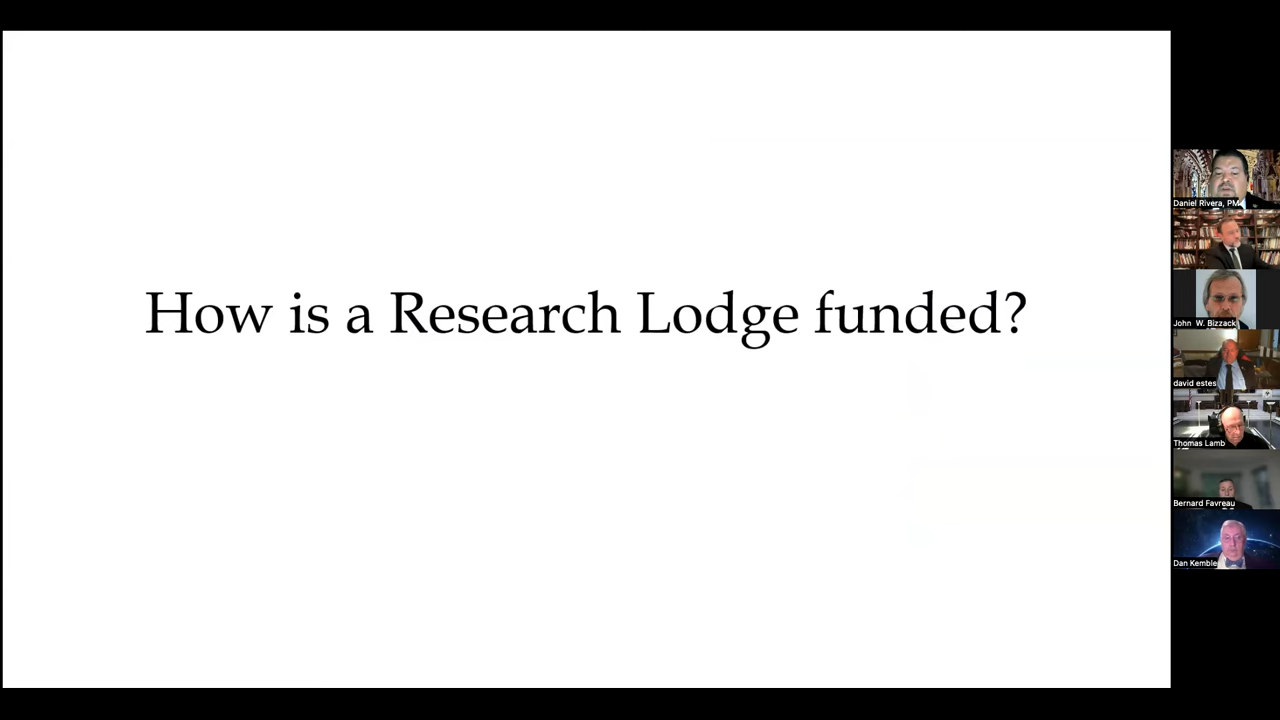 How is a Research Lodge funded?
Daniel Rivera, PM
John W. Bizzack
david estes
Thomas Lamb
Bernard Favreau
Dan Kemble